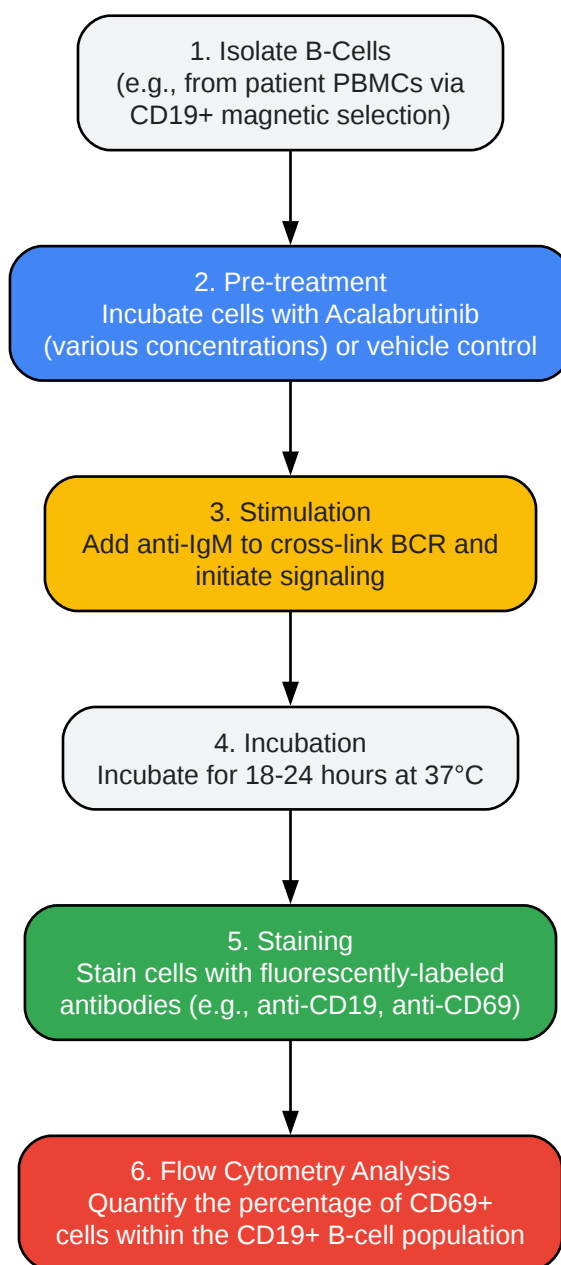 1. Isolate B-Cells
(e.g., from patient PBMCs via
CD19+ magnetic selection)
2. Pre-treatment
Incubate cells with Acalabrutinib
(various concentrations) or vehicle control
3. Stimulation
Add anti-IgM to cross-link BCR and
initiate signaling
4. Incubation
Incubate for 18-24 hours at 37°C
5. Staining
Stain cells with fluorescently-labeled
antibodies (e.g., anti-CD19, anti-CD69)
6. Flow Cytometry Analysis
Quantify the percentage of CD69+
cells within the CD19+ B-cell population